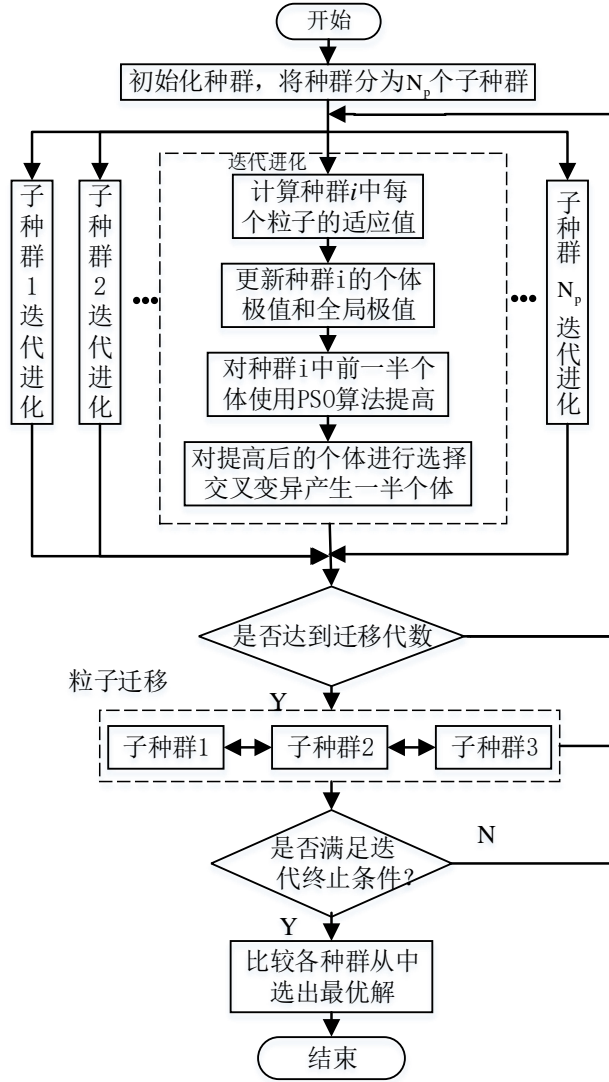 开始
初始化种群，将种群分为Np个子种群
迭代进化
子种群1迭代进化
子种群2迭代进化
•••
计算种群i中每
个粒子的适应值
更新种群i的个体
极值和全局极值
对种群i中前一半个
体使用PSO算法提高
对提高后的个体进行选择
交叉变异产生一半个体
•••
子种群Np迭代进化
是否达到迁移代数
粒子迁移
Y
子种群1
子种群2
子种群3
是否满足迭
代终止条件?
N
Y
比较各种群从中
选出最优解
结束